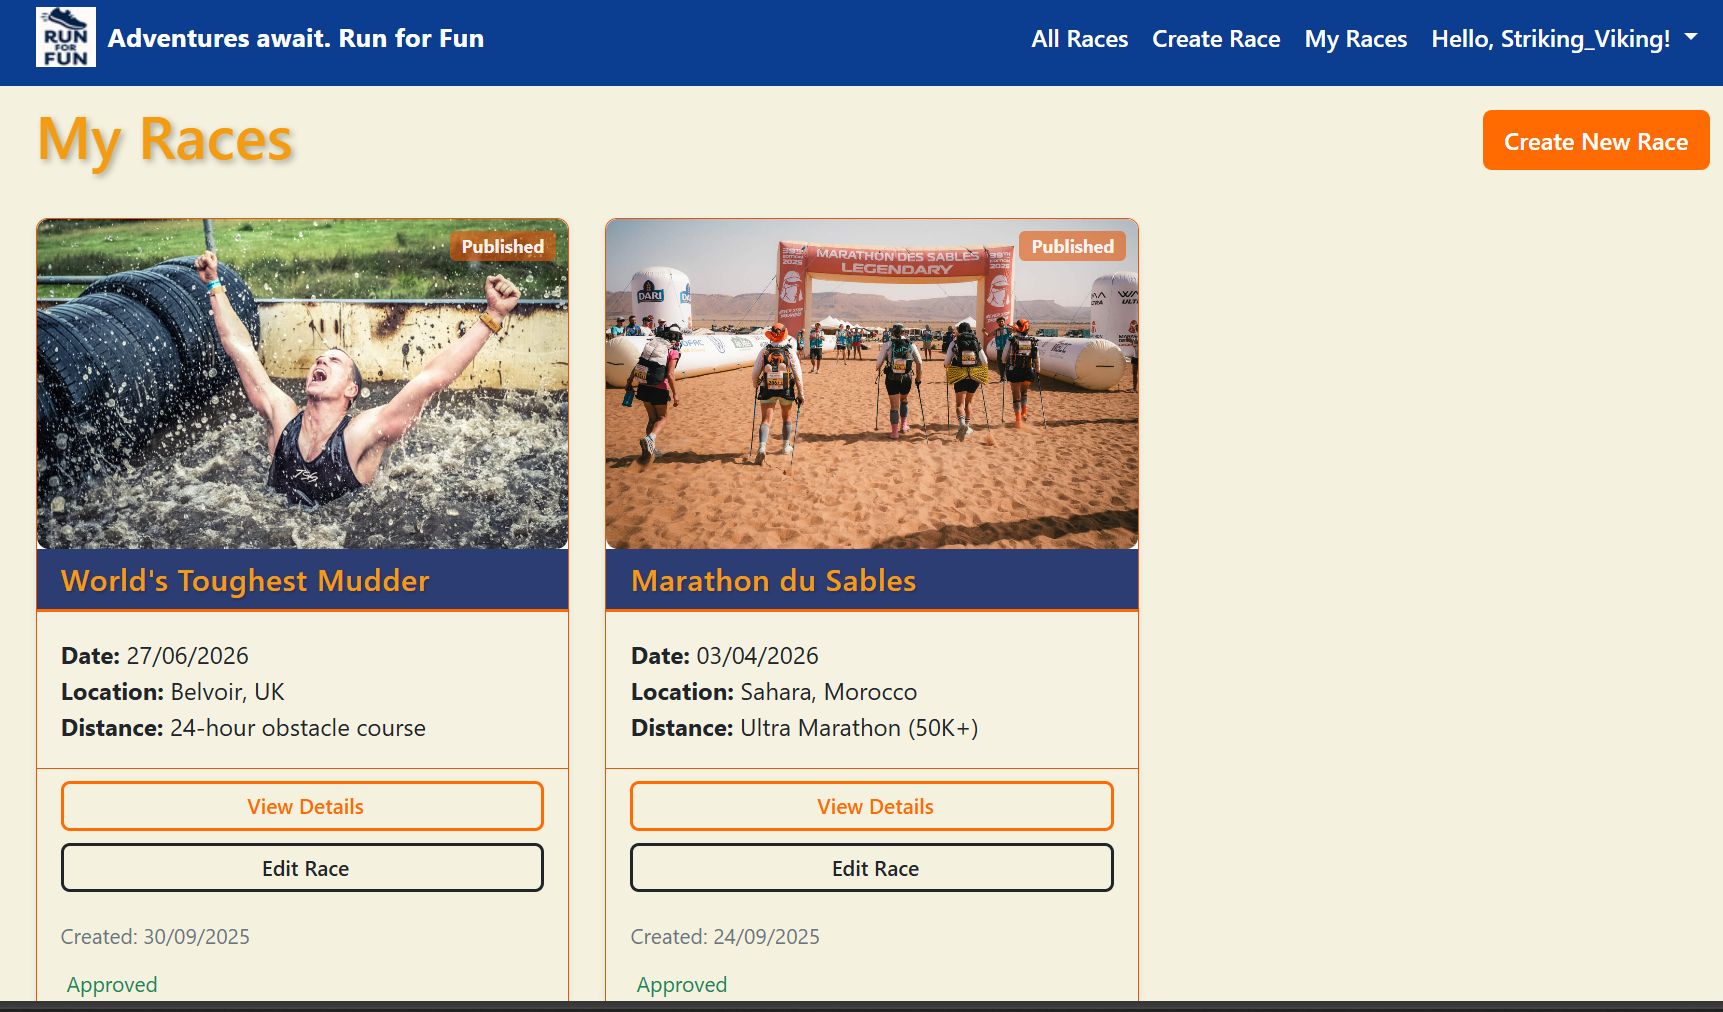 RUN
FOR
FUN
Adventures await. Run for Fun
All Races
Create Race
My Races
Hello, Striking_Viking!
My Races
Create New Race
Published
Published
MARATHON DES SABLES
LEGENDARY
DARI
World's Toughest Mudder
Marathon du Sables
Date: 27/06/2026
Location: Belvoir, UK
Distance: 24-hour obstacle course
Date: 03/04/2026
Location: Sahara, Morocco
Distance: Ultra Marathon (50K+)
View Details
View Details
Edit Race
Edit Race
Created: 30/09/2025
Created: 24/09/2025
Approved
Approved